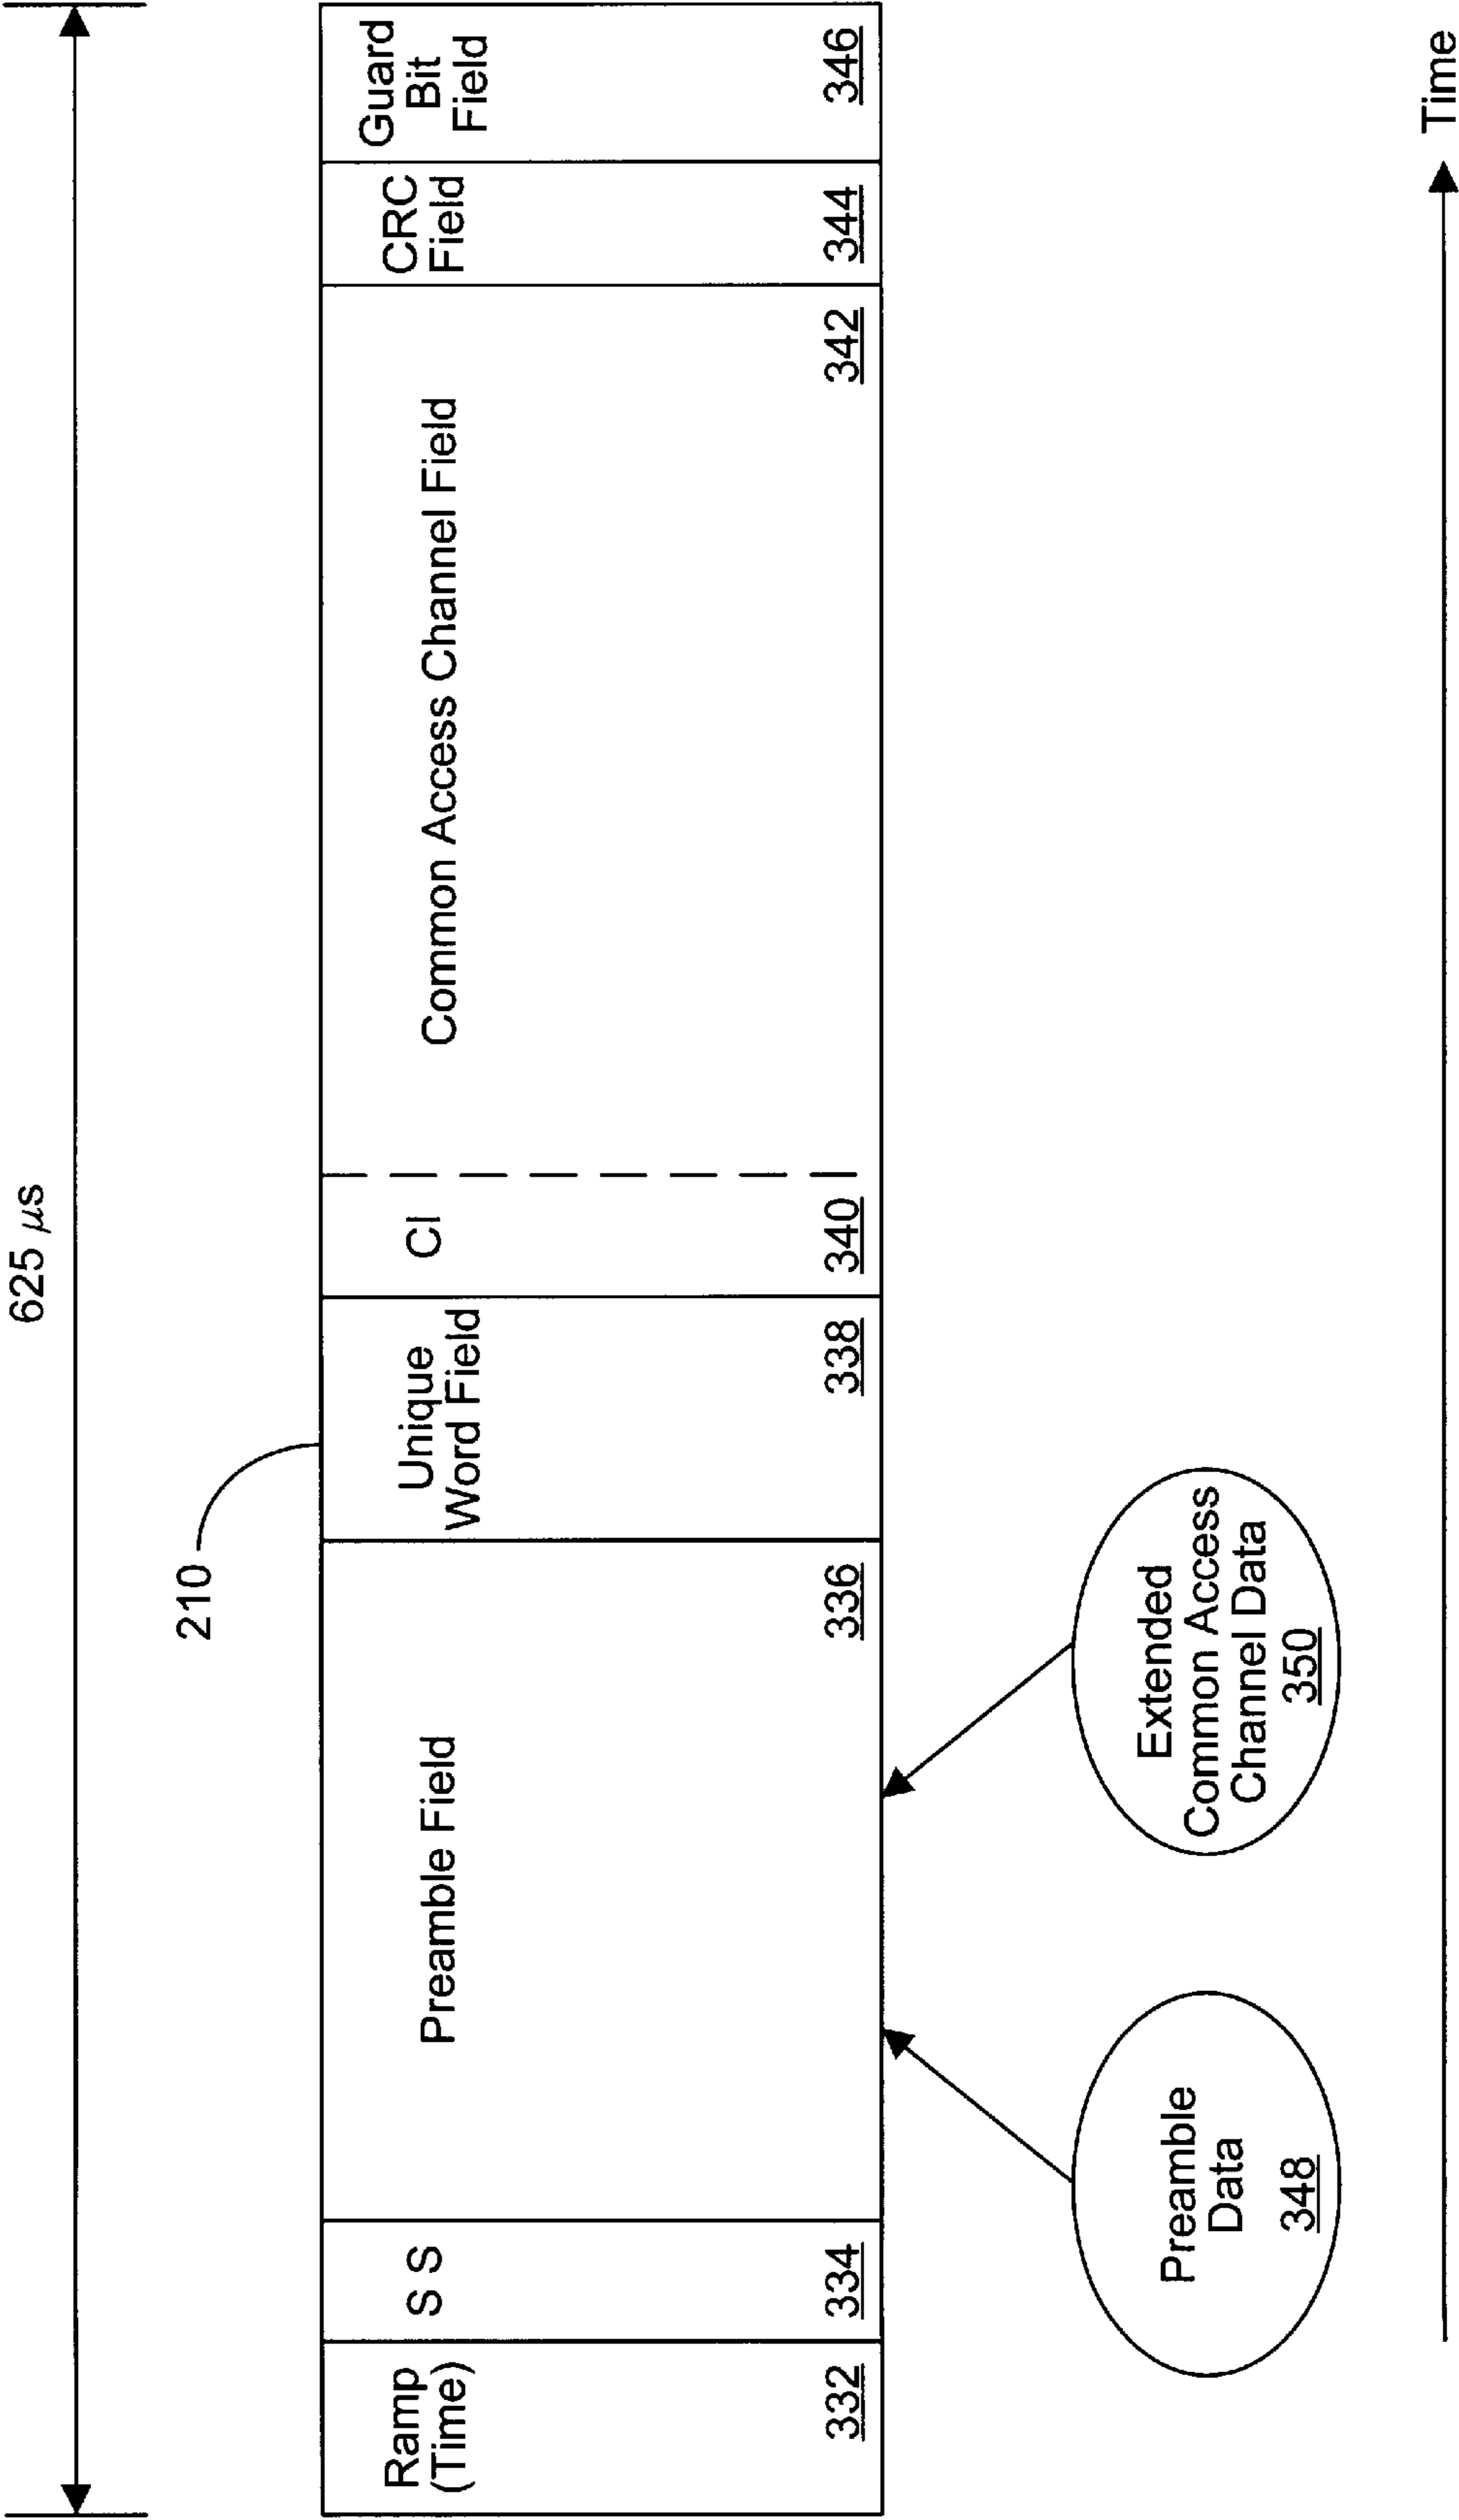 625 μs
210
Ramp
(Time)
332
S S
334
Preamble Field
336
Unique
Word Field
338
CI
340
Common Access Channel Field
342
CRC
Field
344
Guard
Bit
Field
346
Preamble
Data
348
Extended
Common Access
Channel Data
350
Time